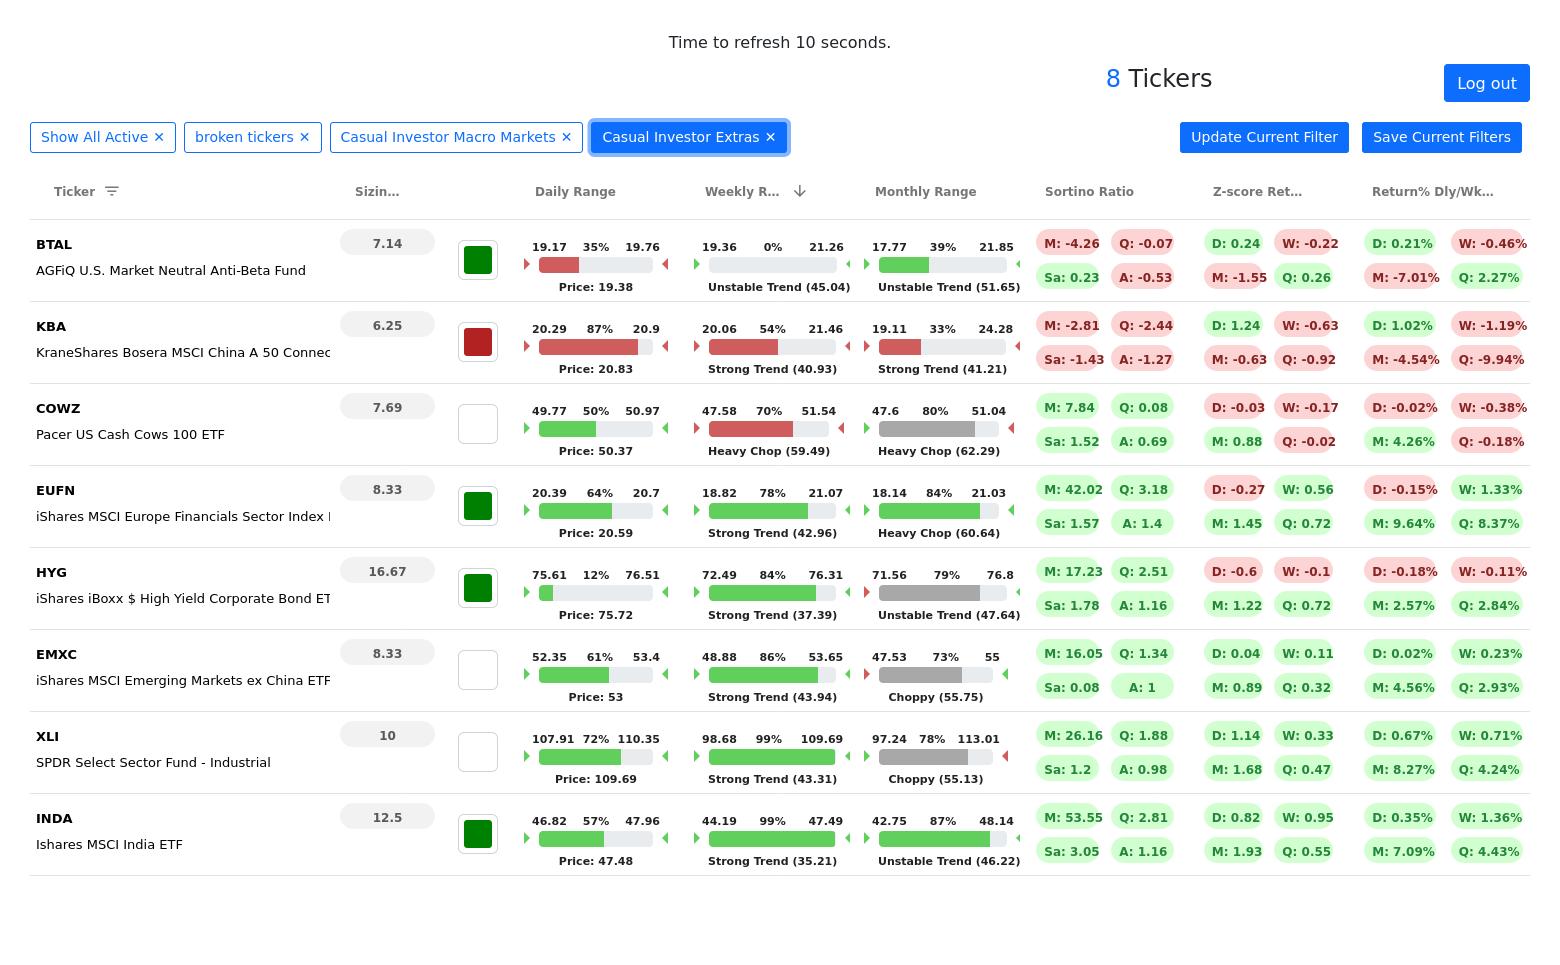 Time to refresh 10 seconds.
8 Tickers
Log out
Show All Active ✕ broken tickers ✕ Casual Investor Macro Markets ✕ Casual Investor Extras ✕ Update Current Filter Save Current Filters
Ticker Sizin... Daily Range Weekly R... Monthly Range Sortino Ratio Z-score Ret... Return% Dly/Wk...
BTAL 7.14 19.17 35% 19.76 19.36 0% 21.26 17.77 39% 21.85 M: -4.26 Q: -0.07 D: 0.24 W: -0.22 D: 0.21% W: -0.46%
AGFiQ U.S. Market Neutral Anti-Beta Fund Price: 19.38 Unstable Trend (45.04) Unstable Trend (51.65) Sa: 0.23 A: -0.53 M: -1.55 Q: 0.26 M: -7.01% Q: 2.27%
KBA 6.25 20.29 87% 20.9 20.06 54% 21.46 19.11 33% 24.28 M: -2.81 Q: -2.44 D: 1.24 W: -0.63 D: 1.02% W: -1.19%
KraneShares Bosera MSCI China A 50 Connec Price: 20.83 Strong Trend (40.93) Strong Trend (41.21) Sa: -1.43 A: -1.27 M: -0.63 Q: -0.92 M: -4.54% Q: -9.94%
COWZ 7.69 49.77 50% 50.97 47.58 70% 51.54 47.6 80% 51.04 M: 7.84 Q: 0.08 D: -0.03 W: -0.17 D: -0.02% W: -0.38%
Pacer US Cash Cows 100 ETF Price: 50.37 Heavy Chop (59.49) Heavy Chop (62.29) Sa: 1.52 A: 0.69 M: 0.88 Q: -0.02 M: 4.26% Q: -0.18%
EUFN 8.33 20.39 64% 20.7 18.82 78% 21.07 18.14 84% 21.03 M: 42.02 Q: 3.18 D: -0.27 W: 0.56 D: -0.15% W: 1.33%
iShares MSCI Europe Financials Sector Index Price: 20.59 Strong Trend (42.96) Heavy Chop (60.64) Sa: 1.57 A: 1.4 M: 1.45 Q: 0.72 M: 9.64% Q: 8.37%
HYG 16.67 75.61 12% 76.51 72.49 84% 76.31 71.56 79% 76.8 M: 17.23 Q: 2.51 D: -0.6 W: -0.1 D: -0.18% W: -0.11%
iShares iBoxx $ High Yield Corporate Bond ET Price: 75.72 Strong Trend (37.39) Unstable Trend (47.64) Sa: 1.78 A: 1.16 M: 1.22 Q: 0.72 M: 2.57% Q: 2.84%
EMXC 8.33 52.35 61% 53.4 48.88 86% 53.65 47.53 73% 55 M: 16.05 Q: 1.34 D: 0.04 W: 0.11 D: 0.02% W: 0.23%
iShares MSCI Emerging Markets ex China ETF Price: 53 Strong Trend (43.94) Choppy (55.75) Sa: 0.08 A: 1 M: 0.89 Q: 0.32 M: 4.56% Q: 2.93%
XLI 10 107.91 72% 110.35 98.68 99% 109.69 97.24 78% 113.01 M: 26.16 Q: 1.88 D: 1.14 W: 0.33 D: 0.67% W: 0.71%
SPDR Select Sector Fund - Industrial Price: 109.69 Strong Trend (43.31) Choppy (55.13) Sa: 1.2 A: 0.98 M: 1.68 Q: 0.47 M: 8.27% Q: 4.24%
INDA 12.5 46.82 57% 47.96 44.19 99% 47.49 42.75 87% 48.14 M: 53.55 Q: 2.81 D: 0.82 W: 0.95 D: 0.35% W: 1.36%
Ishares MSCI India ETF Price: 47.48 Strong Trend (35.21) Unstable Trend (46.22) Sa: 3.05 A: 1.16 M: 1.93 Q: 0.55 M: 7.09% Q: 4.43%